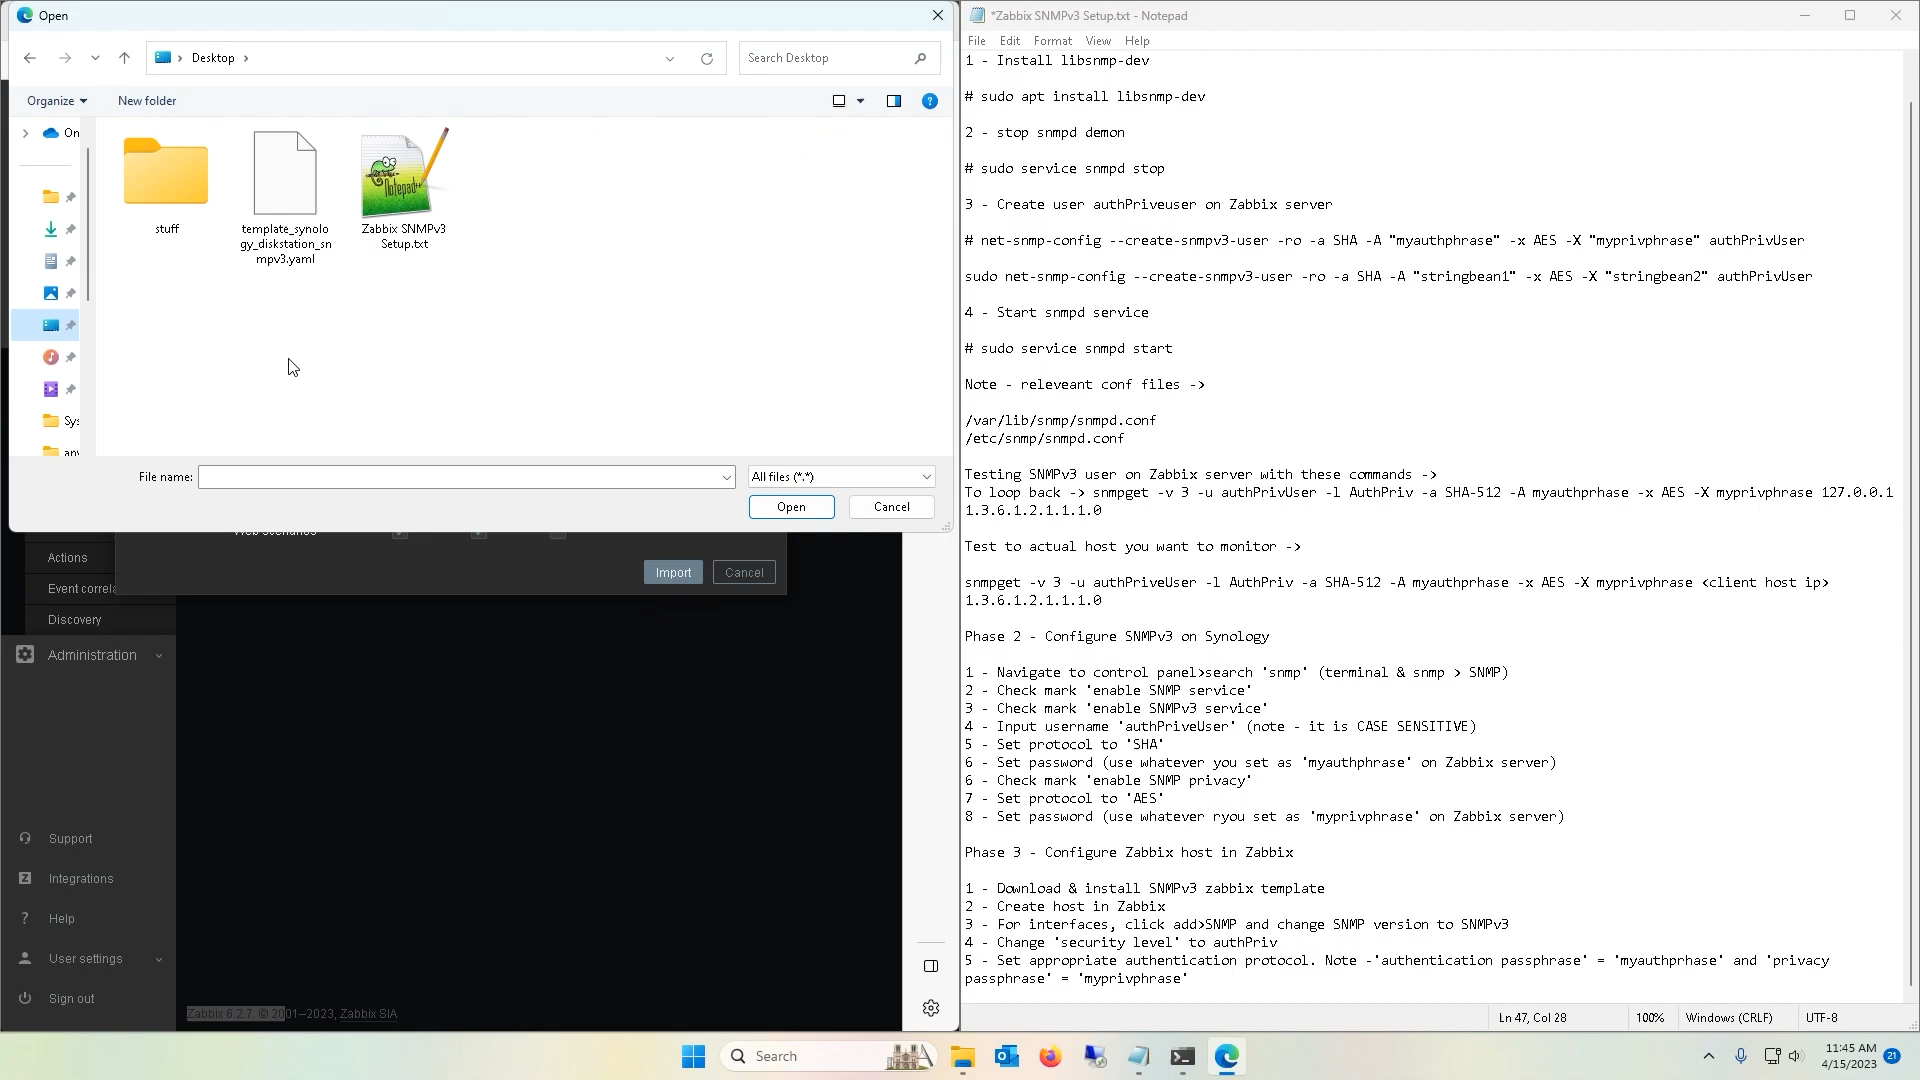 Open
Desktop
Search Desktop
Organize
New folder
On
Sys
any
stuff
template_synolo
gy_diskstation_sn
mpv3.yaml
Zabbix SNMPv3
Setup.txt
File name:
All files (*.*)
Open
Cancel
Web scenarios
Import
Cancel
Actions
Event correla
Discovery
Administration
Support
Integrations
Help
User settings
Sign out
Zabbix 6.2.7. © 2001–2023, Zabbix SIA
*Zabbix SNMPv3 Setup.txt - Notepad
File Edit Format View Help
1 - Install libsnmp-dev
# sudo apt install libsnmp-dev
2 - stop snmpd demon
# sudo service snmpd stop
3 - Create user authPriveuser on Zabbix server
# net-snmp-config --create-snmpv3-user -ro -a SHA -A "myauthphrase" -x AES -X "myprivphrase" authPrivUser
sudo net-snmp-config --create-snmpv3-user -ro -a SHA -A "stringbean1" -x AES -X "stringbean2" authPrivUser
4 - Start snmpd service
# sudo service snmpd start
Note - releveant conf files ->
/var/lib/snmp/snmpd.conf
/etc/snmp/snmpd.conf
Testing SNMPv3 user on Zabbix server with these commands ->
To loop back -> snmpget -v 3 -u authPrivUser -l AuthPriv -a SHA-512 -A myauthprhase -x AES -X myprivphrase 127.0.0.1
1.3.6.1.2.1.1.1.0
Test to actual host you want to monitor ->
snmpget -v 3 -u authPriveUser -l AuthPriv -a SHA-512 -A myauthprhase -x AES -X myprivphrase <client host ip>
1.3.6.1.2.1.1.1.0
Phase 2 - Configure SNMPv3 on Synology
1 - Navigate to control panel>search 'snmp' (terminal & snmp > SNMP)
2 - Check mark 'enable SNMP service'
3 - Check mark 'enable SNMPv3 service'
4 - Input username 'authPriveUser' (note - it is CASE SENSITIVE)
5 - Set protocol to 'SHA'
6 - Set password (use whatever you set as 'myauthphrase' on Zabbix server)
6 - Check mark 'enable SNMP privacy'
7 - Set protocol to 'AES'
8 - Set password (use whatever ryou set as 'myprivphrase' on Zabbix server)
Phase 3 - Configure Zabbix host in Zabbix
1 - Download & install SNMPv3 zabbix template
2 - Create host in Zabbix
3 - For interfaces, click add>SNMP and change SNMP version to SNMPv3
4 - Change 'security level' to authPriv
5 - Set appropriate authentication protocol. Note -'authentication passphrase' = 'myauthprhase' and 'privacy
passphrase' = 'myprivphrase'
Ln 47, Col 28
100%
Windows (CRLF)
UTF-8
Search
11:45 AM
4/15/2023
21